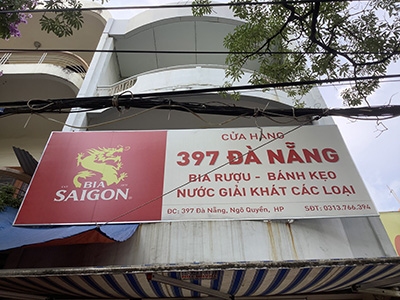 BIA
SAIGON
CỬA HÀNG
397 ĐÀ NẴNG
BIA RƯỢU - BÁNH KẸO
NƯỚC GIẢI KHÁT CÁC LOẠI
ĐC: 397 Đà Nẵng, Ngô Quyền, HP SĐT: 0313.766.394